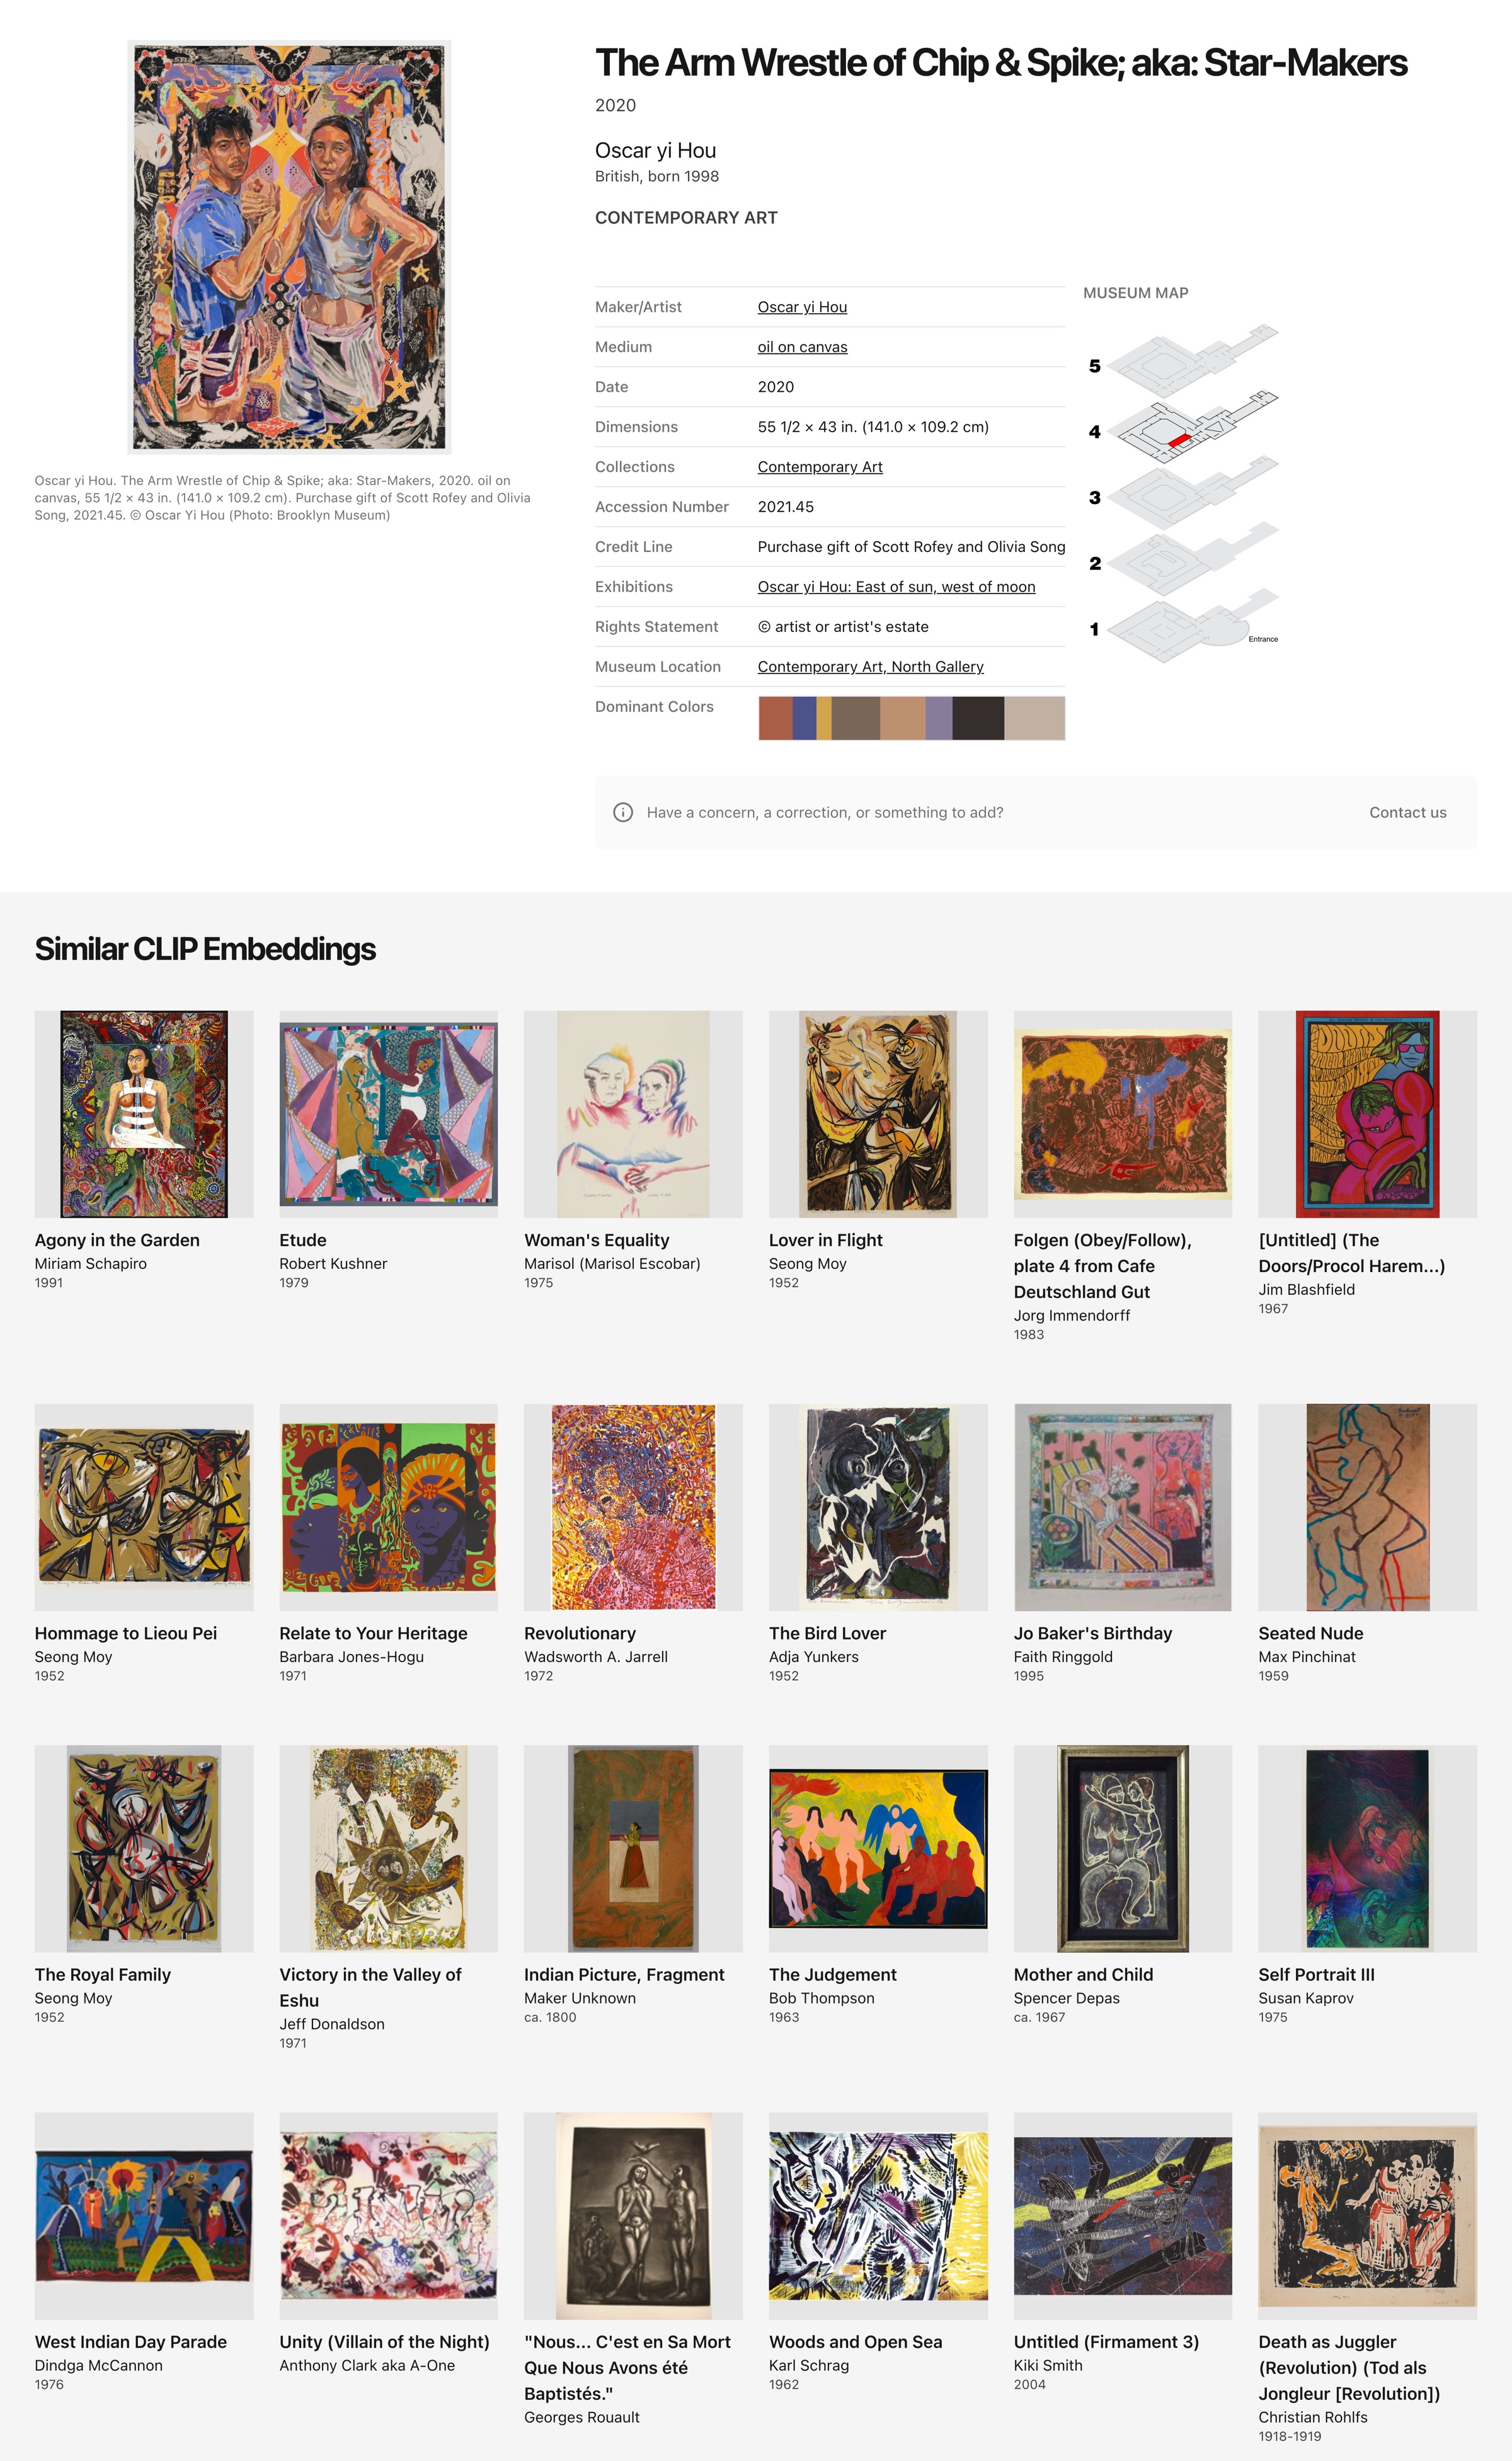 The Arm Wrestle of Chip & Spike; aka: Star-Makers
2020
Oscar yi Hou
British, born 1998
CONTEMPORARY ART
Oscar yi Hou. The Arm Wrestle of Chip & Spike; aka: Star-Makers, 2020. oil on
canvas, 55 1/2 × 43 in. (141.0 × 109.2 cm). Purchase gift of Scott Rofey and Olivia
Song, 2021.45. © Oscar Yi Hou (Photo: Brooklyn Museum)
Maker/Artist Oscar yi Hou
Medium oil on canvas
Date 2020
Dimensions 55 1/2 × 43 in. (141.0 × 109.2 cm)
Collections Contemporary Art
Accession Number 2021.45
Credit Line Purchase gift of Scott Rofey and Olivia Song
Exhibitions Oscar yi Hou: East of sun, west of moon
Rights Statement © artist or artist's estate
Museum Location Contemporary Art, North Gallery
Dominant Colors
MUSEUM MAP
5
4
3
2
1
Entrance
Have a concern, a correction, or something to add? Contact us
Similar CLIP Embeddings
Agony in the Garden
Miriam Schapiro
1991
Etude
Robert Kushner
1979
Woman's Equality
Marisol (Marisol Escobar)
1975
Lover in Flight
Seong Moy
1952
Folgen (Obey/Follow),
plate 4 from Cafe
Deutschland Gut
Jorg Immendorff
1983
[Untitled] (The
Doors/Procol Harem...)
Jim Blashfield
1967
Hommage to Lieou Pei
Seong Moy
1952
Relate to Your Heritage
Barbara Jones-Hogu
1971
Revolutionary
Wadsworth A. Jarrell
1972
The Bird Lover
Adja Yunkers
1952
Jo Baker's Birthday
Faith Ringgold
1995
Seated Nude
Max Pinchinat
1959
The Royal Family
Seong Moy
1952
Victory in the Valley of
Eshu
Jeff Donaldson
1971
Indian Picture, Fragment
Maker Unknown
ca. 1800
The Judgement
Bob Thompson
1963
Mother and Child
Spencer Depas
ca. 1967
Self Portrait III
Susan Kaprov
1975
West Indian Day Parade
Dindga McCannon
1976
Unity (Villain of the Night)
Anthony Clark aka A-One
"Nous... C'est en Sa Mort
Que Nous Avons été
Baptistés."
Georges Rouault
Woods and Open Sea
Karl Schrag
1962
Untitled (Firmament 3)
Kiki Smith
2004
Death as Juggler
(Revolution) (Tod als
Jongleur [Revolution])
Christian Rohlfs
1918-1919